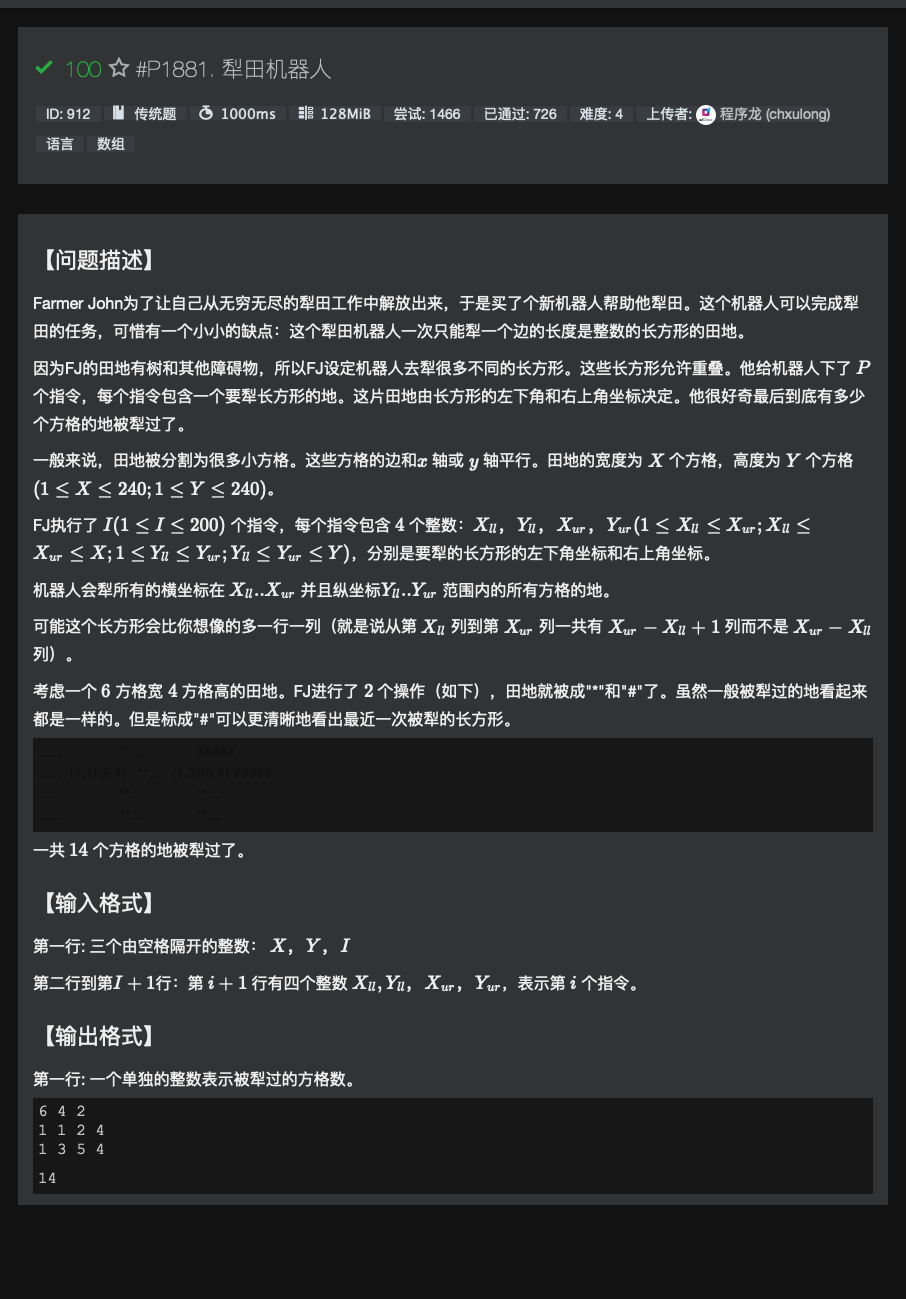 100 #P1881. 犁田机器人
ID: 912 传统题 1000ms 128MiB 尝试: 1466 已通过: 726 难度: 4 上传者: 程序龙 (chxulong)
语言 数组
【问题描述】
Farmer John为了让自己从无穷无尽的犁田工作中解放出来，于是买了个新机器人帮助他犁田。这个机器人可以完成犁
田的任务，可惜有一个小小的缺点：这个犁田机器人一次只能犁一个边的长度是整数的长方形的田地。
因为FJ的田地有树和其他障碍物，所以FJ设定机器人去犁很多不同的长方形。这些长方形允许重叠。他给机器人下了 P
个指令，每个指令包含一个要犁长方形的地。这片田地由长方形的左下角和右上角坐标决定。他很好奇最后到底有多少
个方格的地被犁过了。
一般来说，田地被分割为很多小方格。这些方格的边和x 轴或 y 轴平行。田地的宽度为 X 个方格，高度为 Y 个方格
(1 ≤ X ≤ 240; 1 ≤ Y ≤ 240)。
FJ执行了 I(1 ≤ I ≤ 200) 个指令，每个指令包含 4 个整数：X_{ll}，Y_{ll}，X_{ur}，Y_{ur}(1 ≤ X_{ll} ≤ X_{ur}; X_{ll} ≤
X_{ur} ≤ X; 1 ≤ Y_{ll} ≤ Y_{ur}; Y_{ll} ≤ Y_{ur} ≤ Y)，分别是要犁的长方形的左下角坐标和右上角坐标。
机器人会犁所有的横坐标在 X_{ll}..X_{ur} 并且纵坐标Y_{ll}..Y_{ur} 范围内的所有方格的地。
可能这个长方形会比你想像的多一行一列（就是说从第 X_{ll} 列到第 X_{ur} 列一共有 X_{ur} − X_{ll} + 1 列而不是 X_{ur} − X_{ll}
列）。
考虑一个 6 方格宽 4 方格高的田地。FJ进行了 2 个操作（如下），田地就被成"*"和"#"了。虽然一般被犁过的地看起来
都是一样的。但是标成"#"可以更清晰地看出最近一次被犁的长方形。
...... **.... #####.
...... (1,1)(2,4) **.... (1,3)(5,4) #####.
...... **.... **....
...... **.... **....
一共 14 个方格的地被犁过了。
【输入格式】
第一行: 三个由空格隔开的整数： X，Y，I
第二行到第I + 1行：第 i + 1 行有四个整数 X_{ll}, Y_{ll}， X_{ur}， Y_{ur}，表示第 i 个指令。
【输出格式】
第一行: 一个单独的整数表示被犁过的方格数。
6 4 2
1 1 2 4
1 3 5 4
14